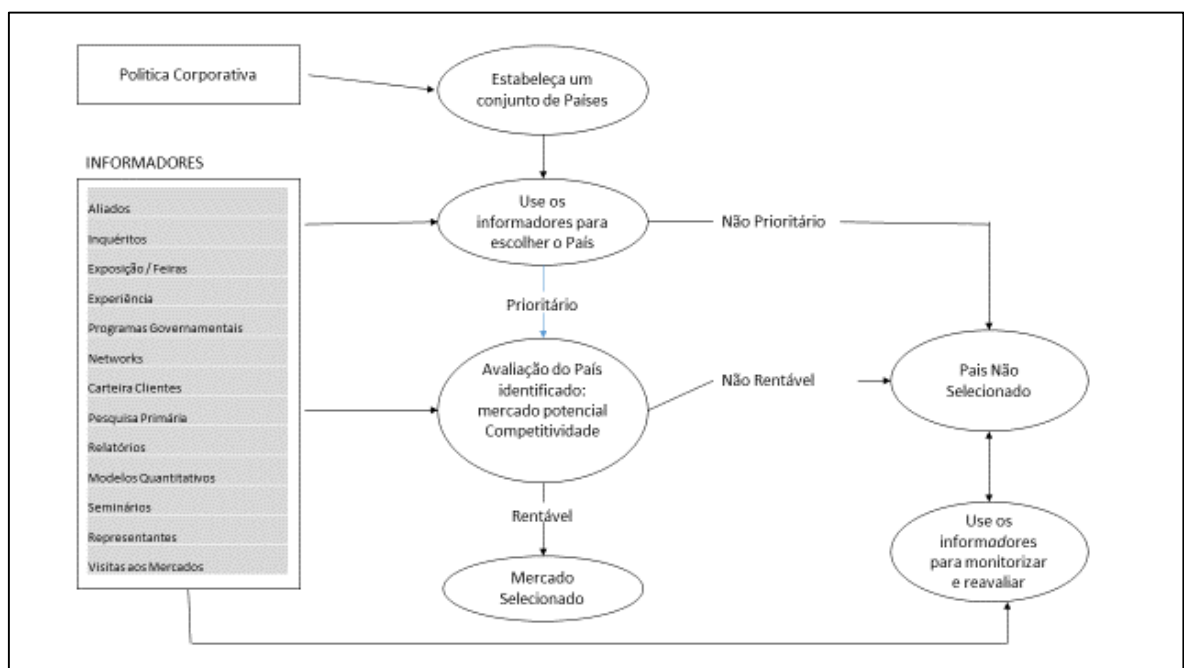 Politica Corporativa
Estabeleça um
conjunto de Países
INFORMADORES
Aliados
Inquéritos
Exposição / Feiras
Experiência
Programas Governamentais
Networks
Carteira Clientes
Pesquisa Primária
Relatórios
Modelos Quantitativos
Seminários
Representantes
Visitas aos Mercados
Use os
informadores para
escolher o País
Não Prioritário
Prioritário
Avaliação do País
identificado:
mercado potencial
Competitividade
Não Rentável
Pais Não
Selecionado
Rentável
Mercado
Selecionado
Use os
informadores
para monitorizar
e reavaliar